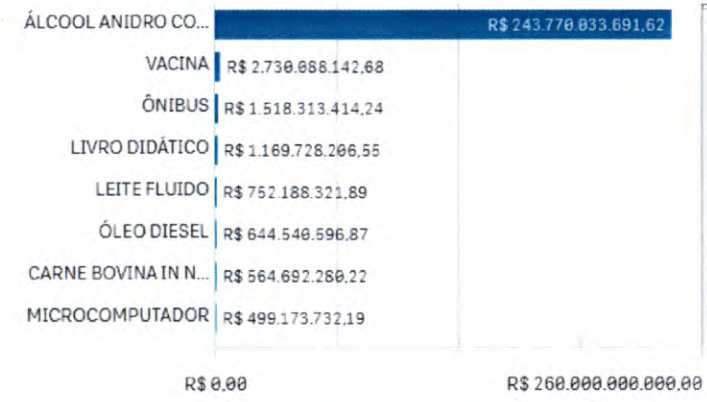 ÁLCOOL ANIDRO CO... R$ 243.770.033.691,62
VACINA R$ 2.730.088.142,68
ÔNIBUS R$ 1.518.313.414,24
LIVRO DIDÁTICO R$ 1.169.728.206,55
LEITE FLUIDO R$ 752.188.321,89
ÓLEO DIESEL R$ 644.540.596,87
CARNE BOVINA IN N... R$ 564.692.280,22
MICROCOMPUTADOR R$ 499.173.732,19
R$ 0,00 R$ 260.000.000.000,00